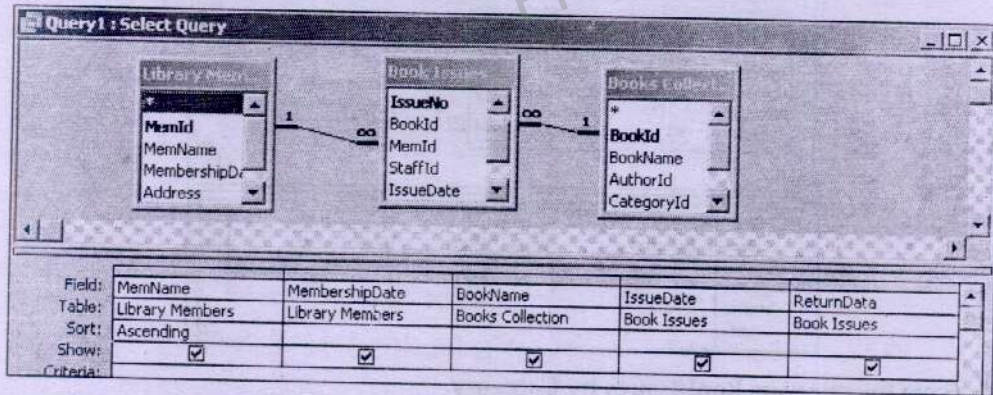 Query1 : Select Query
Library Mem
*
MemId
MemName
MembershipDa
Address
1
∞
Book Issues
IssueNo
BookId
MemId
StaffId
IssueDate
∞
1
Books Collect
*
BookId
BookName
AuthorId
CategoryId
Field: MemName MembershipDate BookName IssueDate ReturnData
Table: Library Members Library Members Books Collection Book Issues Book Issues
Sort: Ascending
Show:
Criteria: